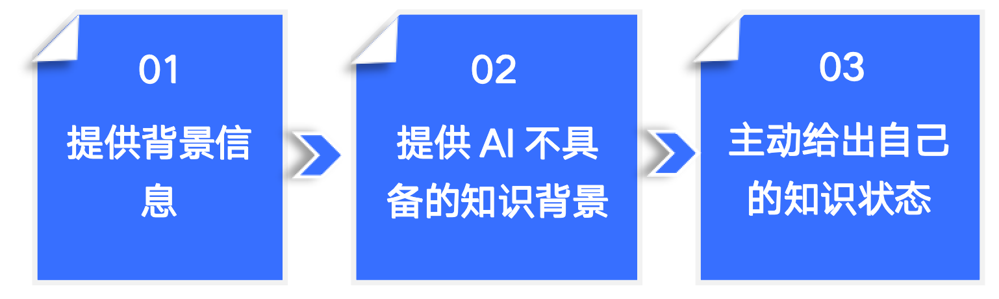 01
提供背景信
息
02
提供 AI 不具
备的知识背景
03
主动给出自己
的知识状态